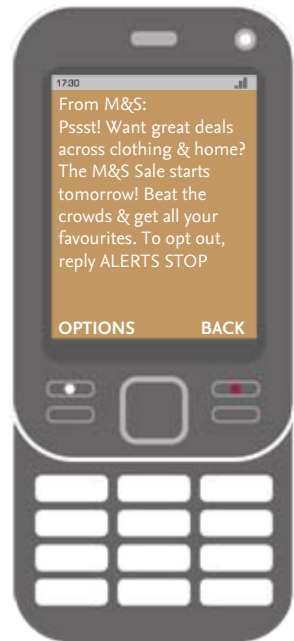 17:30
From M&S:
Pssst! Want great deals
across clothing & home?
The M&S Sale starts
tomorrow! Beat the
crowds & get all your
favourites. To opt out,
reply ALERTS STOP
OPTIONS BACK